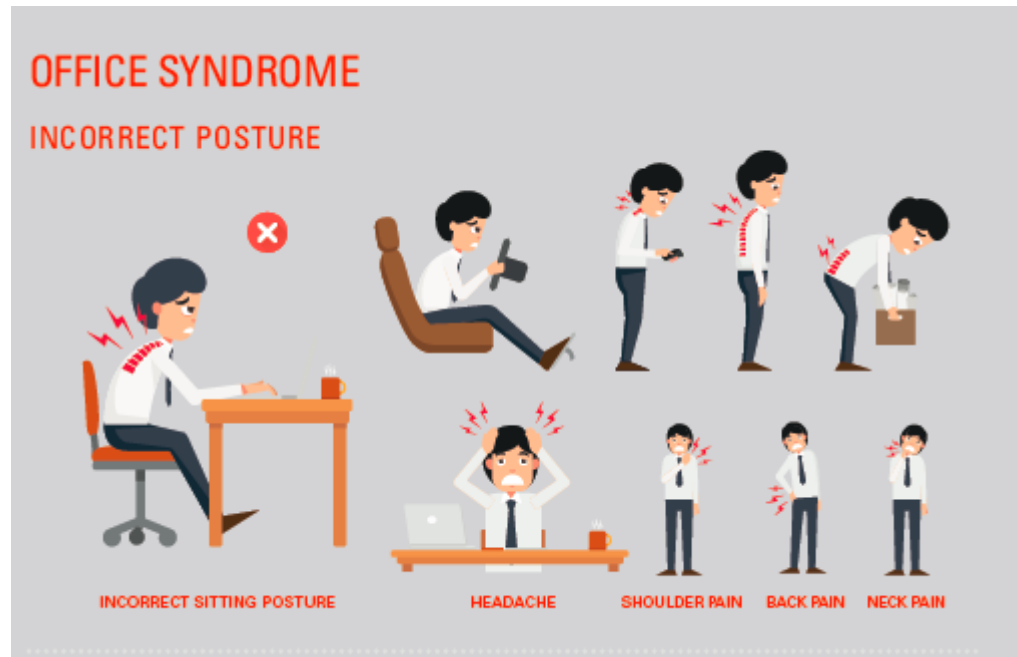 OFFICE SYNDROME
INCORRECT POSTURE
INCORRECT SITTING POSTURE
HEADACHE
SHOULDER PAIN
BACK PAIN
NECK PAIN